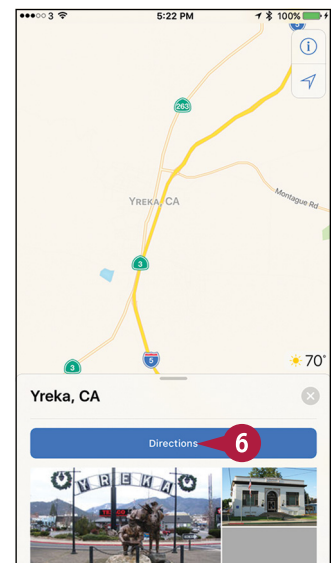 3 5:22 PM 100%
5
263
Montague Rd
YREKA, CA
3
5
3
70°
Yreka, CA
Directions 6
YREKA